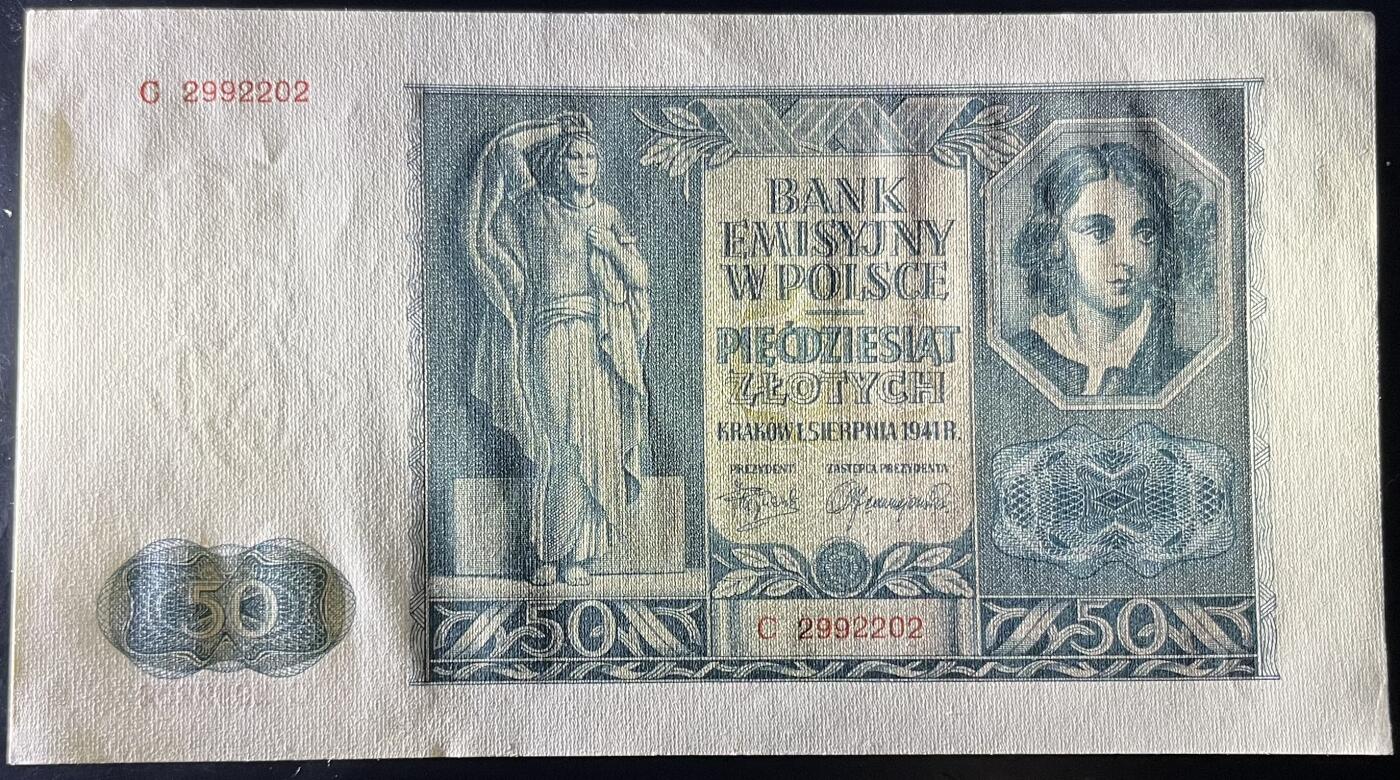 C 2992202
BANK
EMISYJNY
W POLSCE
PIĘĆDZIESIĄT
ZŁOTYCH
KRAKÓW 1.SIERPNIA 1941 R.
PREZYDENT ZASTĘPCA PREZYDENTA
50
50
C 2992202
50